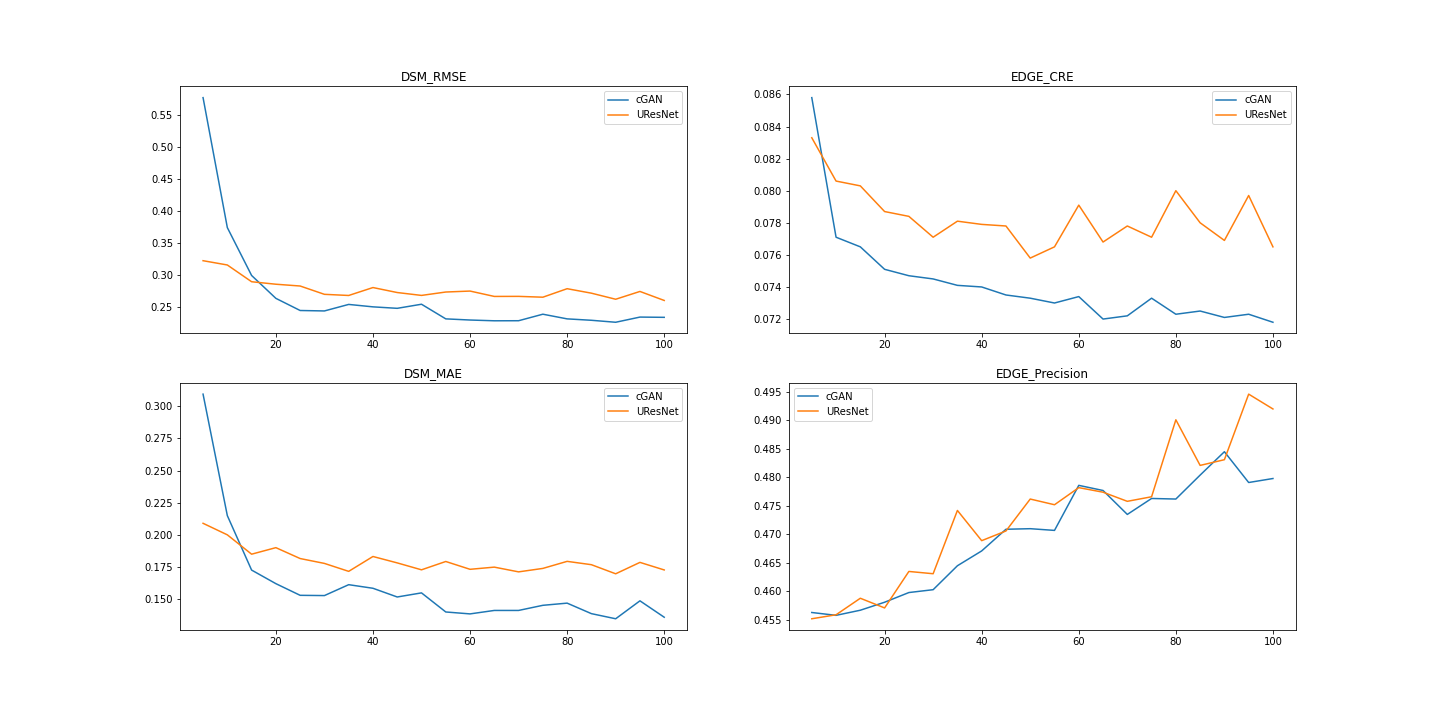 DSM_RMSE
0.55
0.50
0.45
0.40
0.35
0.30
0.25
20 40 60 80 100
cGAN
UResNet
EDGE_CRE
0.086
0.084
0.082
0.080
0.078
0.076
0.074
0.072
20 40 60 80 100
cGAN
UResNet
DSM_MAE
0.300
0.275
0.250
0.225
0.200
0.175
0.150
20 40 60 80 100
cGAN
UResNet
EDGE_Precision
0.495
0.490
0.485
0.480
0.475
0.470
0.465
0.460
0.455
20 40 60 80 100
cGAN
UResNet